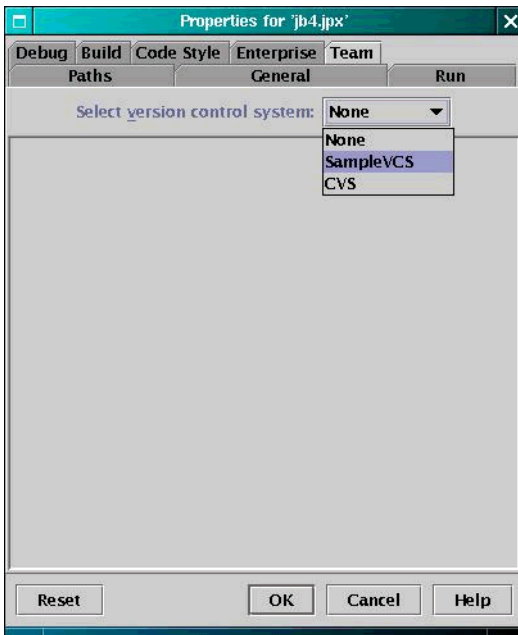 Properties for 'jb4.jpx'
Debug Build Code Style Enterprise Team
Paths General Run
Select version control system: None
None
SampleVCS
CVS
Reset OK Cancel Help